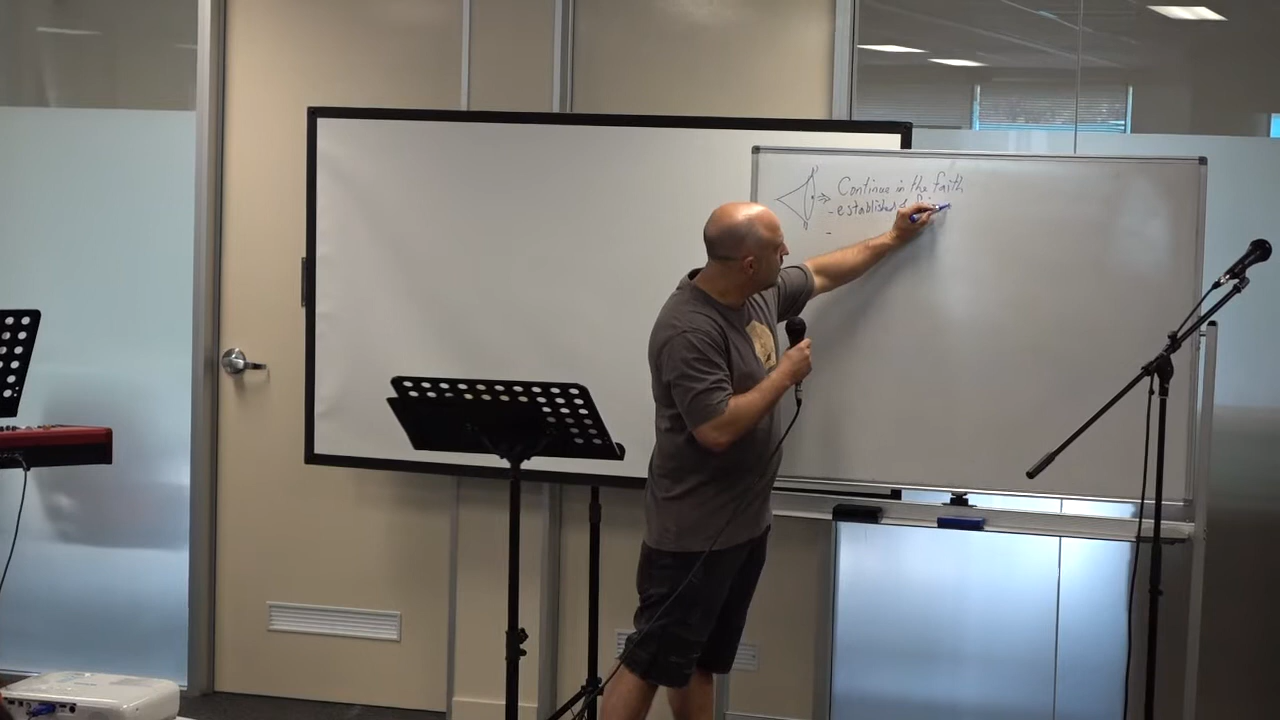 Continue in the faith
- established &
-